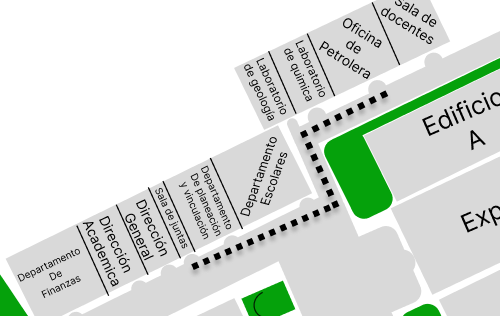 Sala de
docentes
Oficina
de
Petrolera
Laboratorio
de química
Laboratorio
de geología
Edificio
A
Departamento
Escolares
Departamento
De planeación
y vinculación
Sala de juntas
Dirección
General
Dirección
Academica
Departamento
De
Finanzas
Exp